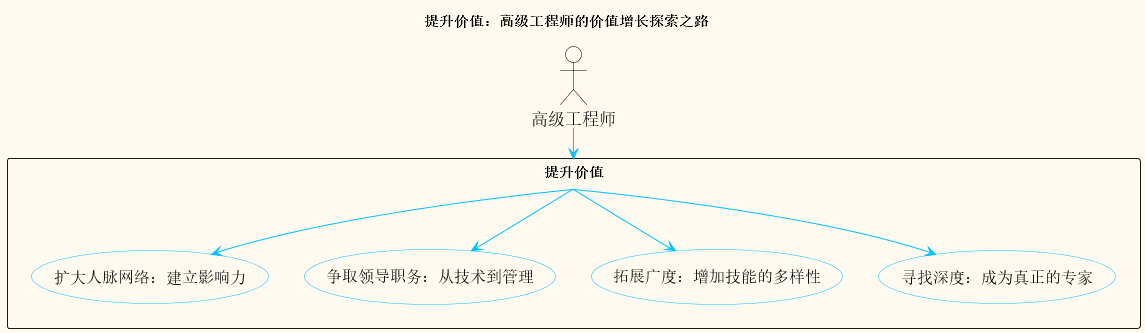 提升价值：高级工程师的价值增长探索之路
高级工程师
提升价值
扩大人脉网络：建立影响力
争取领导职务：从技术到管理
拓展广度：增加技能的多样性
寻找深度：成为真正的专家